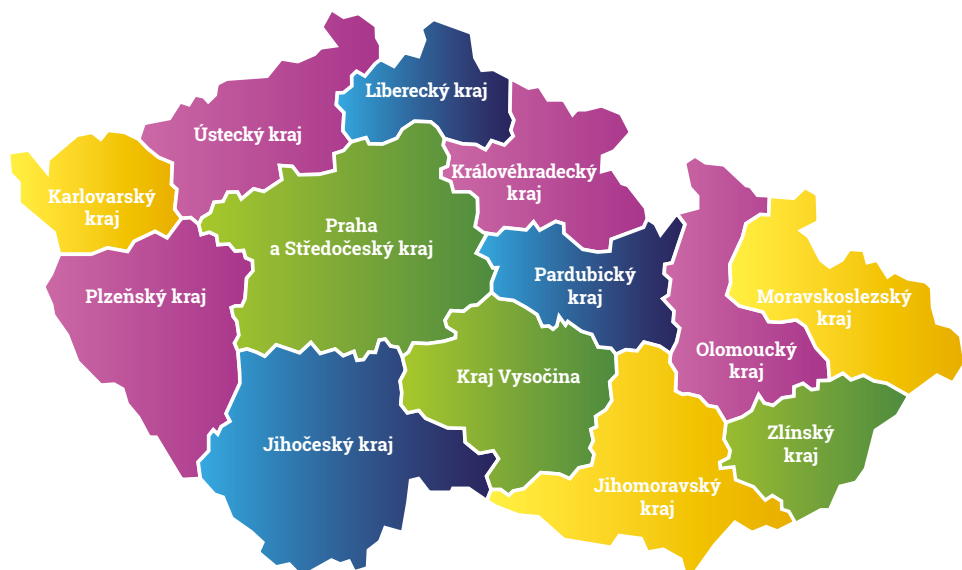 Liberecký kraj
Ústecký kraj
Královéhradecký
kraj
Karlovarský
kraj
Praha
a Středočeský kraj
Pardubický
kraj
Plzeňský kraj
Moravskoslezský
kraj
Olomoucký
kraj
Kraj Vysočina
Zlínský
kraj
Jihočeský kraj
Jihomoravský
kraj